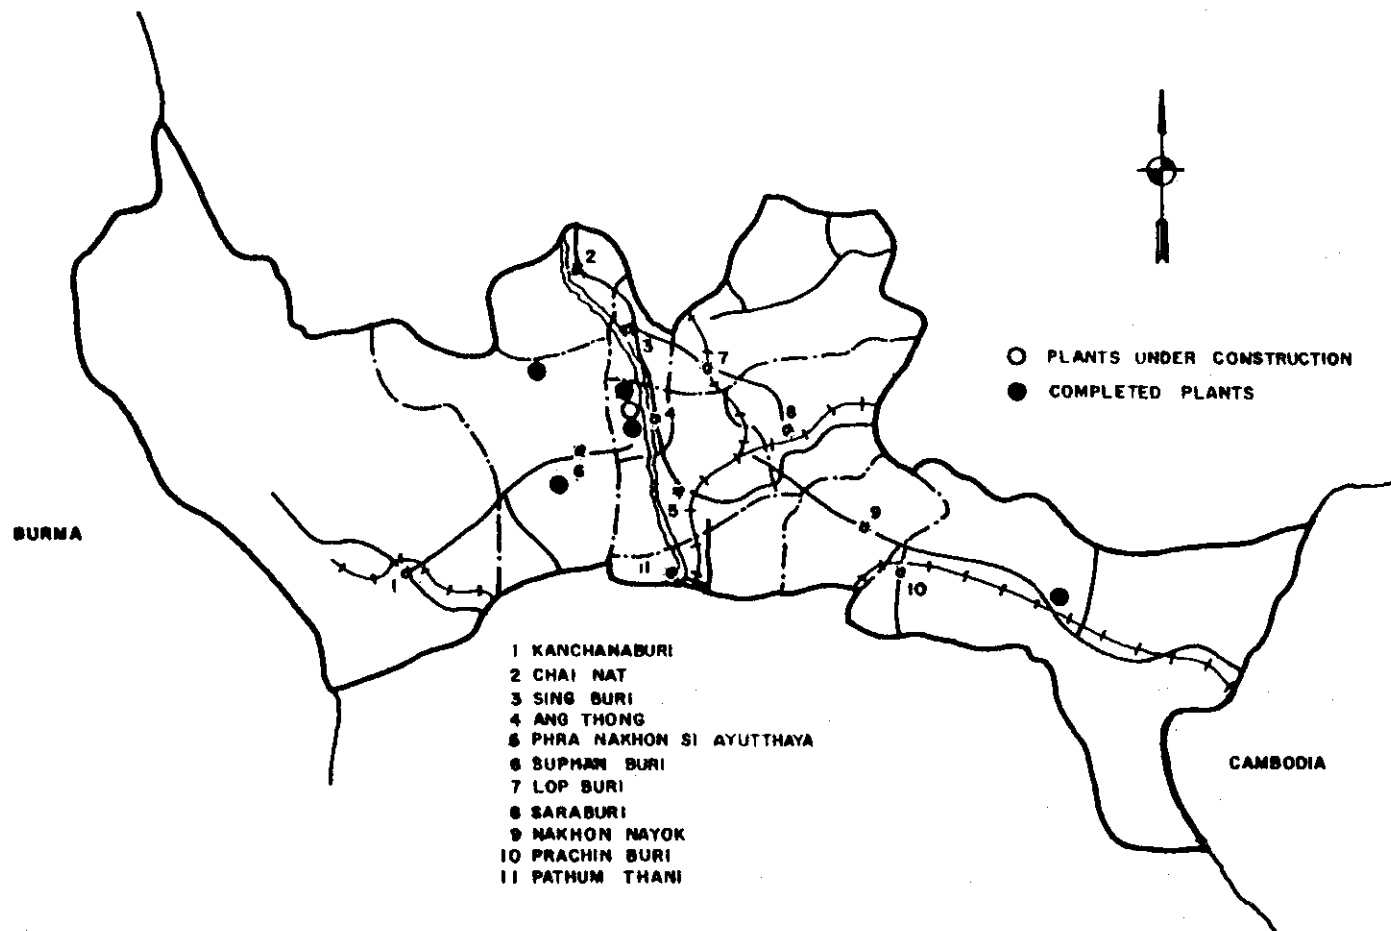 2
3
7
PLANTS UNDER CONSTRUCTION
COMPLETED PLANTS
4
8
6
5
9
BURMA
11
1
10
1 KANCHANABURI
2 CHAI NAT
3 SING BURI
4 ANG THONG
5 PHRA NAKHON SI AYUTTHAYA
6 SUPHAN BURI
7 LOP BURI
8 SARABURI
9 NAKHON NAYOK
10 PRACHIN BURI
11 PATHUM THANI
CAMBODIA